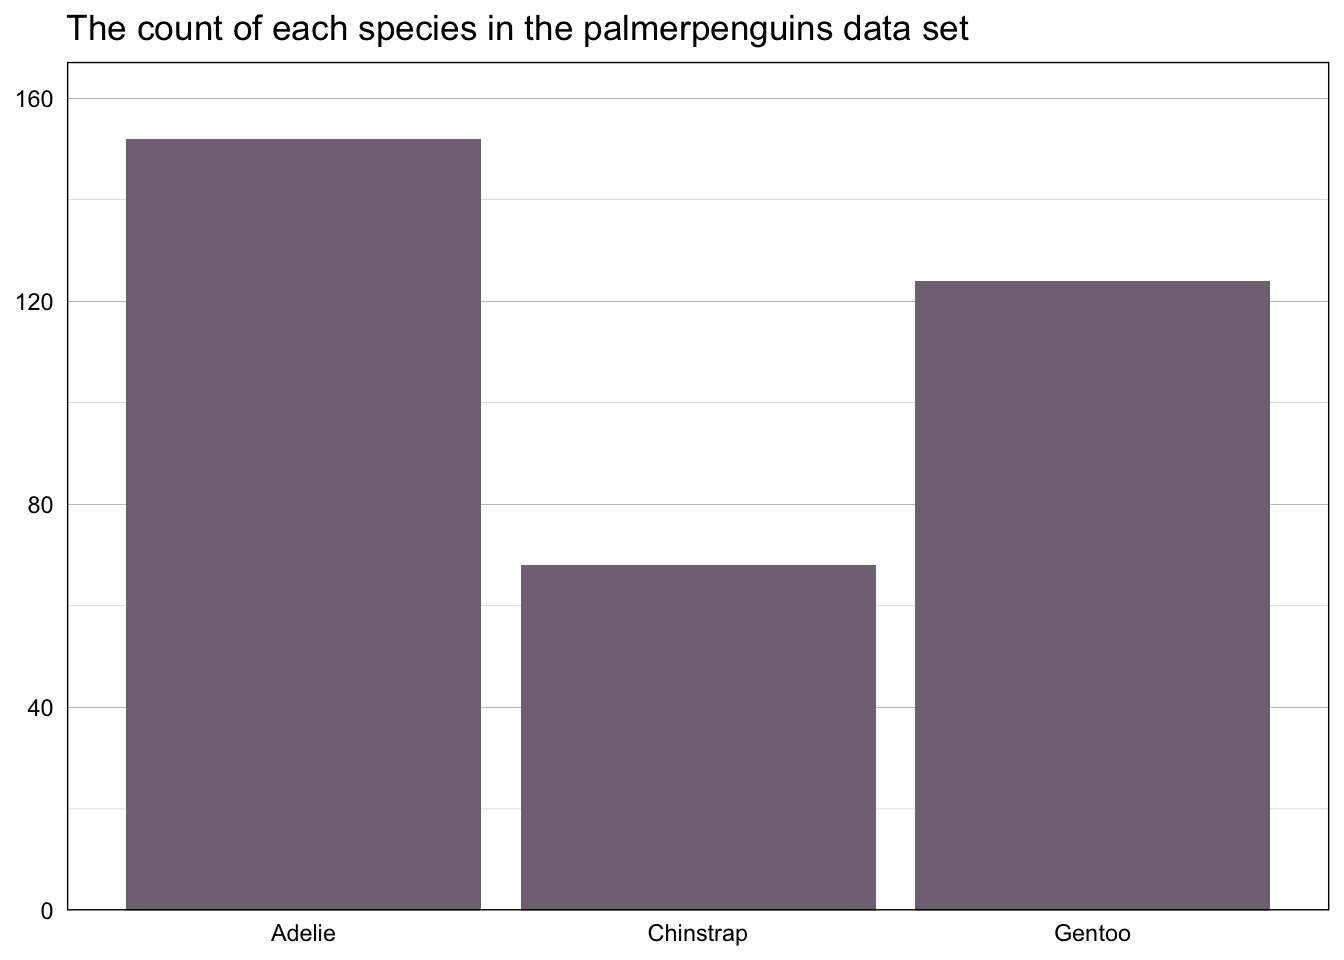 The count of each species in the palmerpenguins data set
160
120
80
40
0
Adelie Chinstrap Gentoo